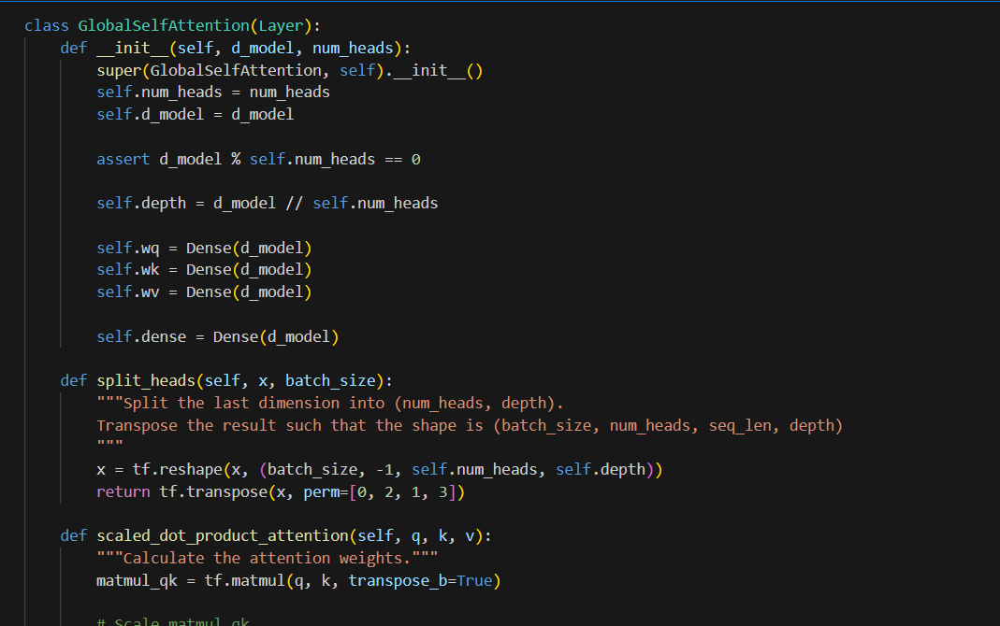 class GlobalSelfAttention(Layer):
    def __init__(self, d_model, num_heads):
        super(GlobalSelfAttention, self).__init__()
        self.num_heads = num_heads
        self.d_model = d_model

        assert d_model % self.num_heads == 0

        self.depth = d_model // self.num_heads

        self.wq = Dense(d_model)
        self.wk = Dense(d_model)
        self.wv = Dense(d_model)

        self.dense = Dense(d_model)

    def split_heads(self, x, batch_size):
        """Split the last dimension into (num_heads, depth).
        Transpose the result such that the shape is (batch_size, num_heads, seq_len, depth)
        """
        x = tf.reshape(x, (batch_size, -1, self.num_heads, self.depth))
        return tf.transpose(x, perm=[0, 2, 1, 3])

    def scaled_dot_product_attention(self, q, k, v):
        """Calculate the attention weights."""
        matmul_qk = tf.matmul(q, k, transpose_b=True)

        # Scale matmul_qk